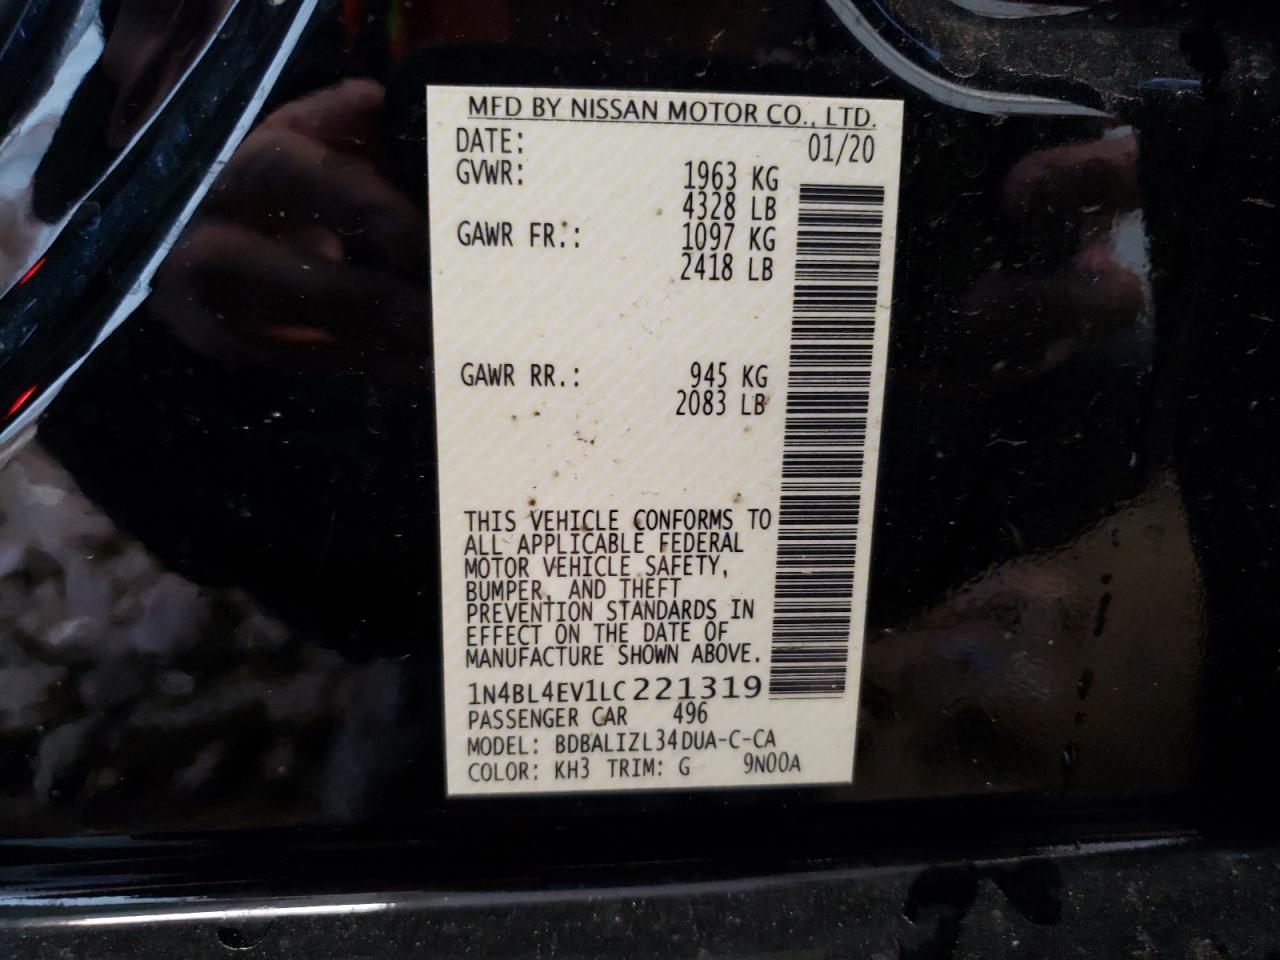 MFD BY NISSAN MOTOR CO., LTD.
DATE: 01/20
GVWR: 1963 KG
4328 LB
GAWR FR.: 1097 KG
2418 LB
GAWR RR.: 945 KG
2083 LB
THIS VEHICLE CONFORMS TO
ALL APPLICABLE FEDERAL
MOTOR VEHICLE SAFETY,
BUMPER, AND THEFT
PREVENTION STANDARDS IN
EFFECT ON THE DATE OF
MANUFACTURE SHOWN ABOVE.
1N4BL4EV1LC221319
PASSENGER CAR 496
MODEL: BDBALIZL34DUA-C-CA
COLOR: KH3 TRIM: G 9N00A